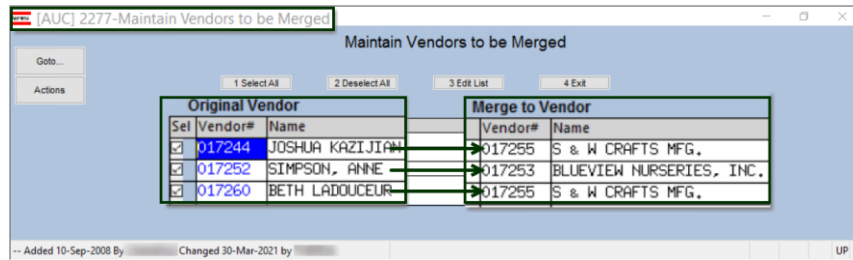 [AUC] 2277-Maintain Vendors to be Merged
Maintain Vendors to be Merged
Goto...
Actions
1 Select All 2 Deselect All 3 Edit List 4 Exit
Original Vendor Merge to Vendor
Sel Vendor# Name Vendor# Name
017244 JOSHUA KAZIJIAN 017255 S & W CRAFTS MFG.
017252 SIMPSON, ANNE 017253 BLUEVIEW NURSERIES, INC.
017260 BETH LADOUCEUR 017255 S & W CRAFTS MFG.
-- Added 10-Sep-2008 By Changed 30-Mar-2021 by UP